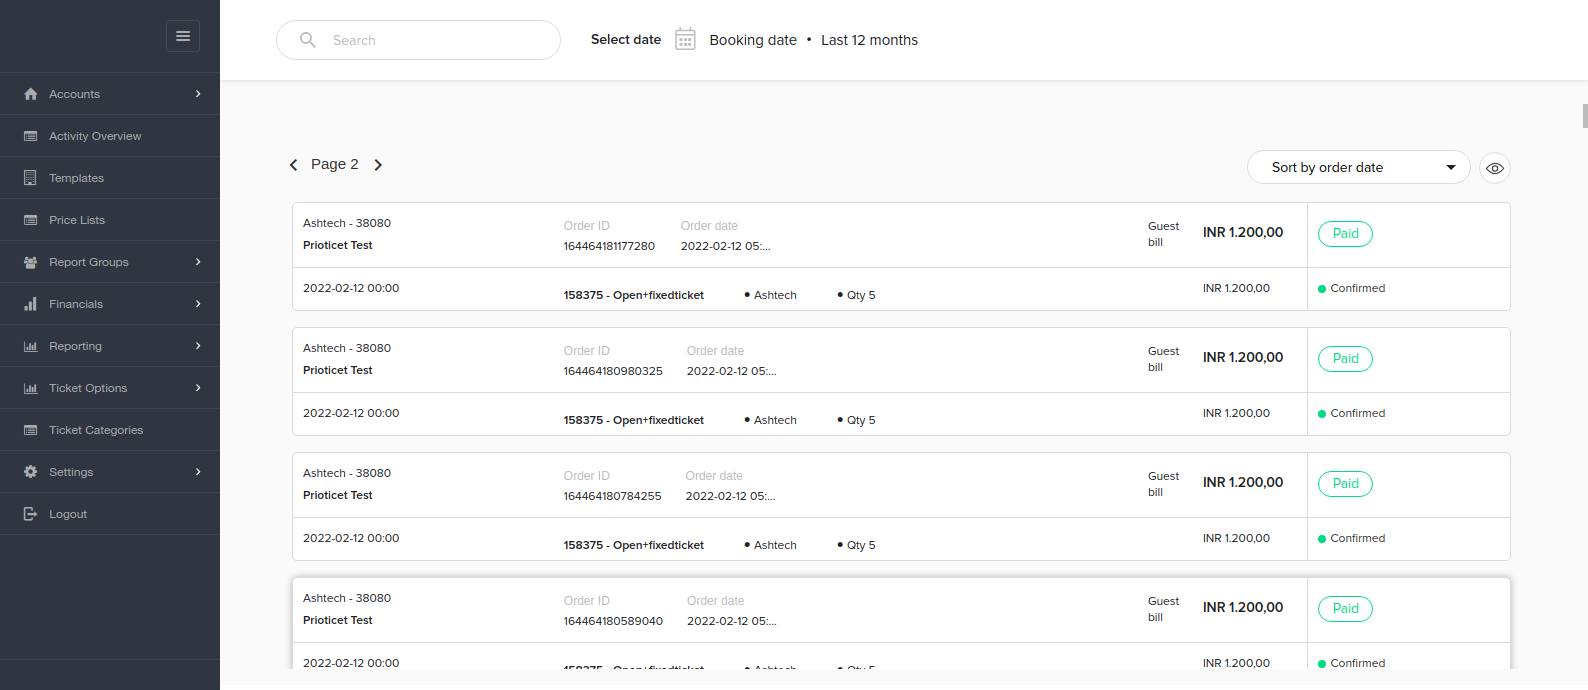 Search
Select date Booking date • Last 12 months
Accounts
Activity Overview
Templates
Price Lists
Report Groups
Financials
Reporting
Ticket Options
Ticket Categories
Settings
Logout
Page 2
Sort by order date
Ashtech - 38080
Prioticet Test
Order ID
164464181177280
Order date
2022-02-12 05:...
Guest
bill
INR 1.200,00
Paid
2022-02-12 00:00
158375 - Open+fixedticket • Ashtech • Qty 5
INR 1.200,00
Confirmed
Ashtech - 38080
Prioticet Test
Order ID
164464180980325
Order date
2022-02-12 05:...
Guest
bill
INR 1.200,00
Paid
2022-02-12 00:00
158375 - Open+fixedticket • Ashtech • Qty 5
INR 1.200,00
Confirmed
Ashtech - 38080
Prioticet Test
Order ID
164464180784255
Order date
2022-02-12 05:...
Guest
bill
INR 1.200,00
Paid
2022-02-12 00:00
158375 - Open+fixedticket • Ashtech • Qty 5
INR 1.200,00
Confirmed
Ashtech - 38080
Prioticet Test
Order ID
164464180589040
Order date
2022-02-12 05:...
Guest
bill
INR 1.200,00
Paid
2022-02-12 00:00
158375 - Open+fixedticket • Ashtech • Qty 5
INR 1.200,00
Confirmed